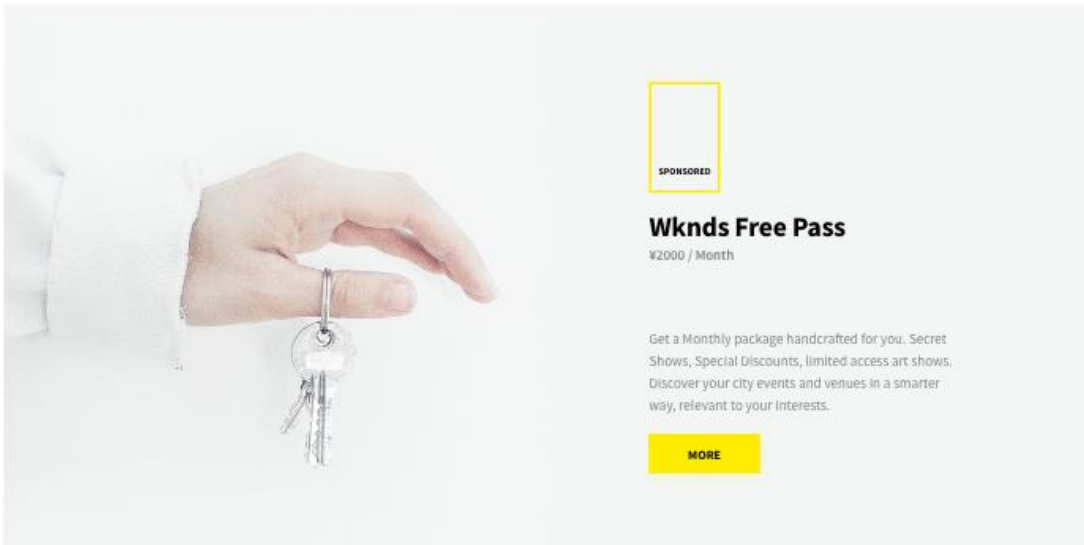 SPONSORED
Wknds Free Pass
¥2000 / Month
Get a Monthly package handcrafted for you. Secret
Shows, Special Discounts, limited access art shows.
Discover your city events and venues in a smarter
way, relevant to your interests.
MORE